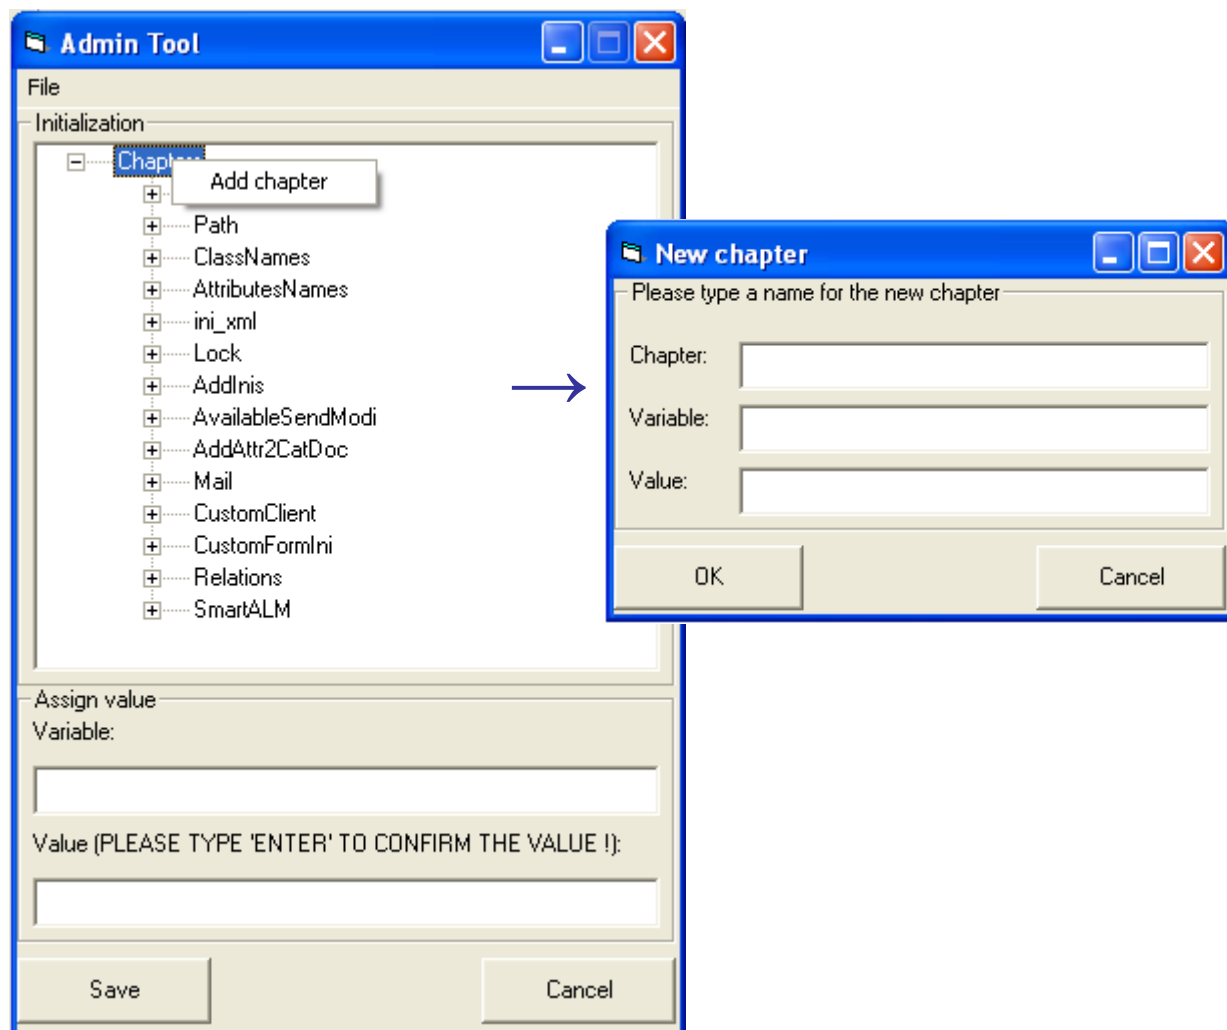 Admin Tool
File
Initialization
Add chapter
Path
ClassNames
AttributesNames
ini_xml
Lock
AddInis
AvailableSendModi
AddAttr2CatDoc
Mail
CustomClient
CustomFormIni
Relations
SmartALM
Assign value
Variable:
Value (PLEASE TYPE 'ENTER' TO CONFIRM THE VALUE !):
Save
Cancel
New chapter
Please type a name for the new chapter
Chapter:
Variable:
Value:
OK
Cancel